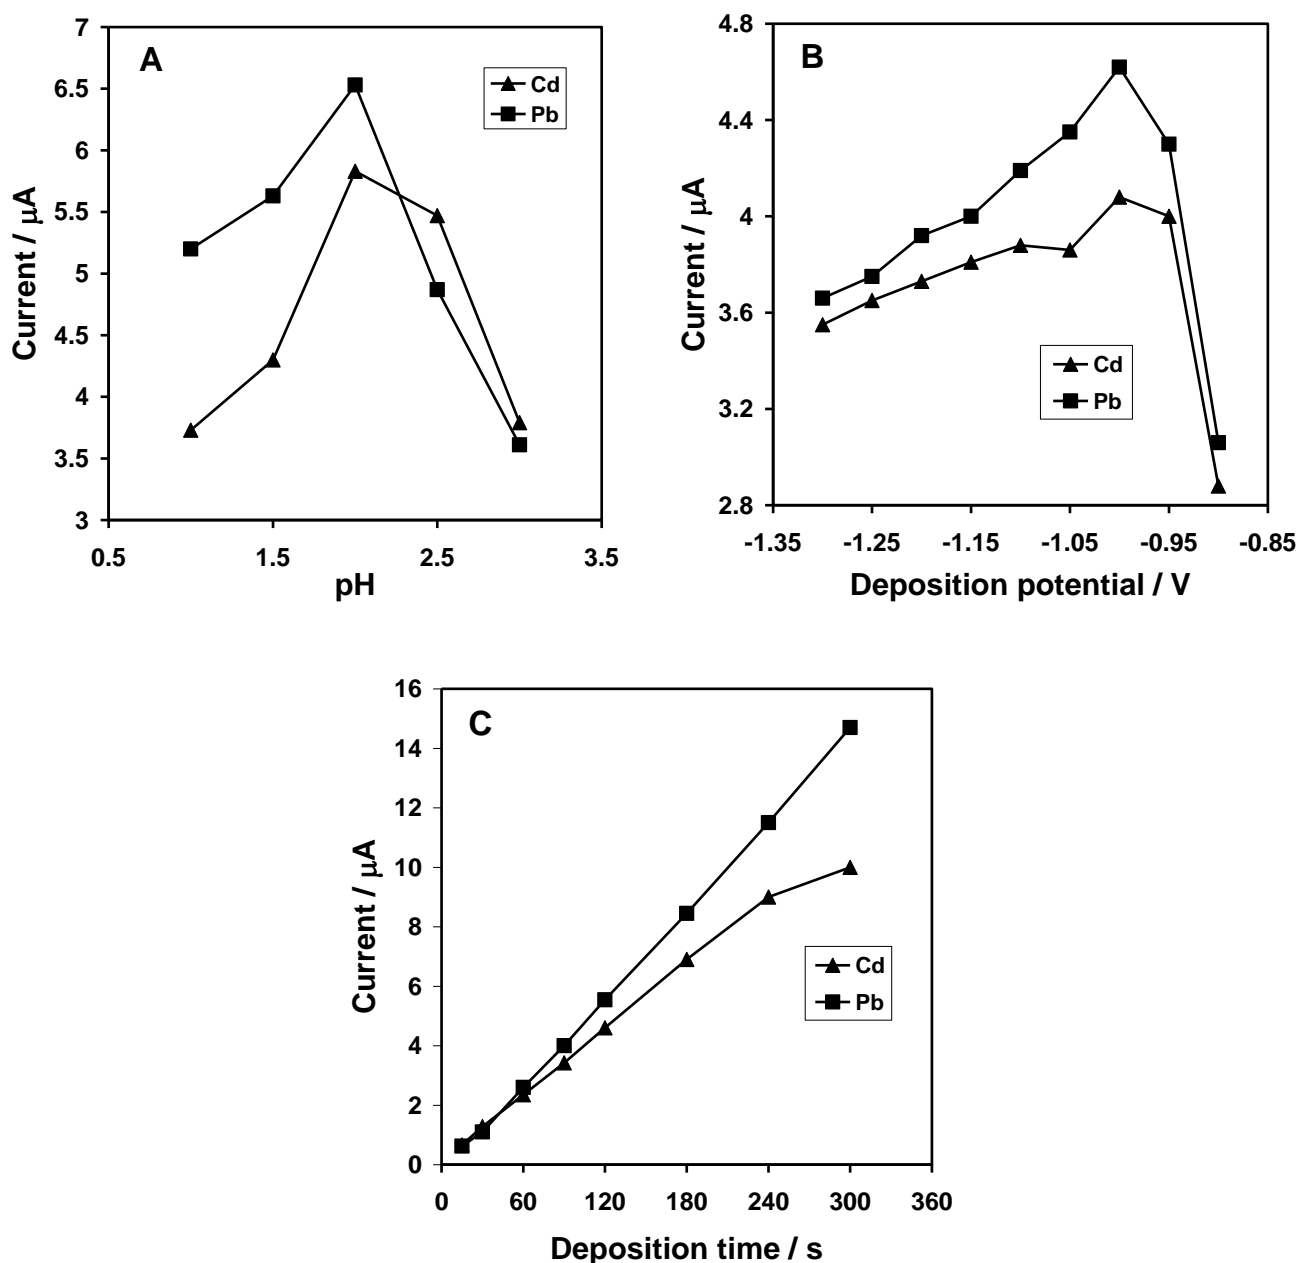 A
Current / μA
7
6.5
6
5.5
5
4.5
4
3.5
3
0.5 1.5 2.5 3.5
pH
Cd
Pb
B
Current / μA
4.8
4.4
4
3.6
3.2
2.8
-1.35 -1.25 -1.15 -1.05 -0.95 -0.85
Deposition potential / V
Cd
Pb
C
Current / μA
16
14
12
10
8
6
4
2
0
0 60 120 180 240 300 360
Deposition time / s
Cd
Pb